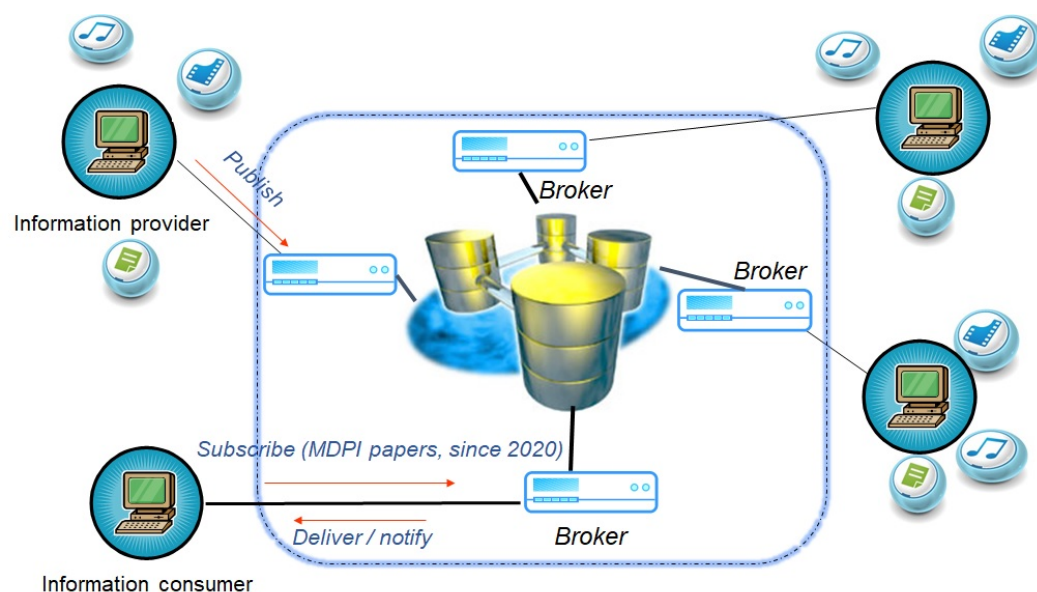 Publish
Broker
Information provider
Broker
Subscribe (MDPI papers, since 2020)
Deliver / notify
Broker
Information consumer